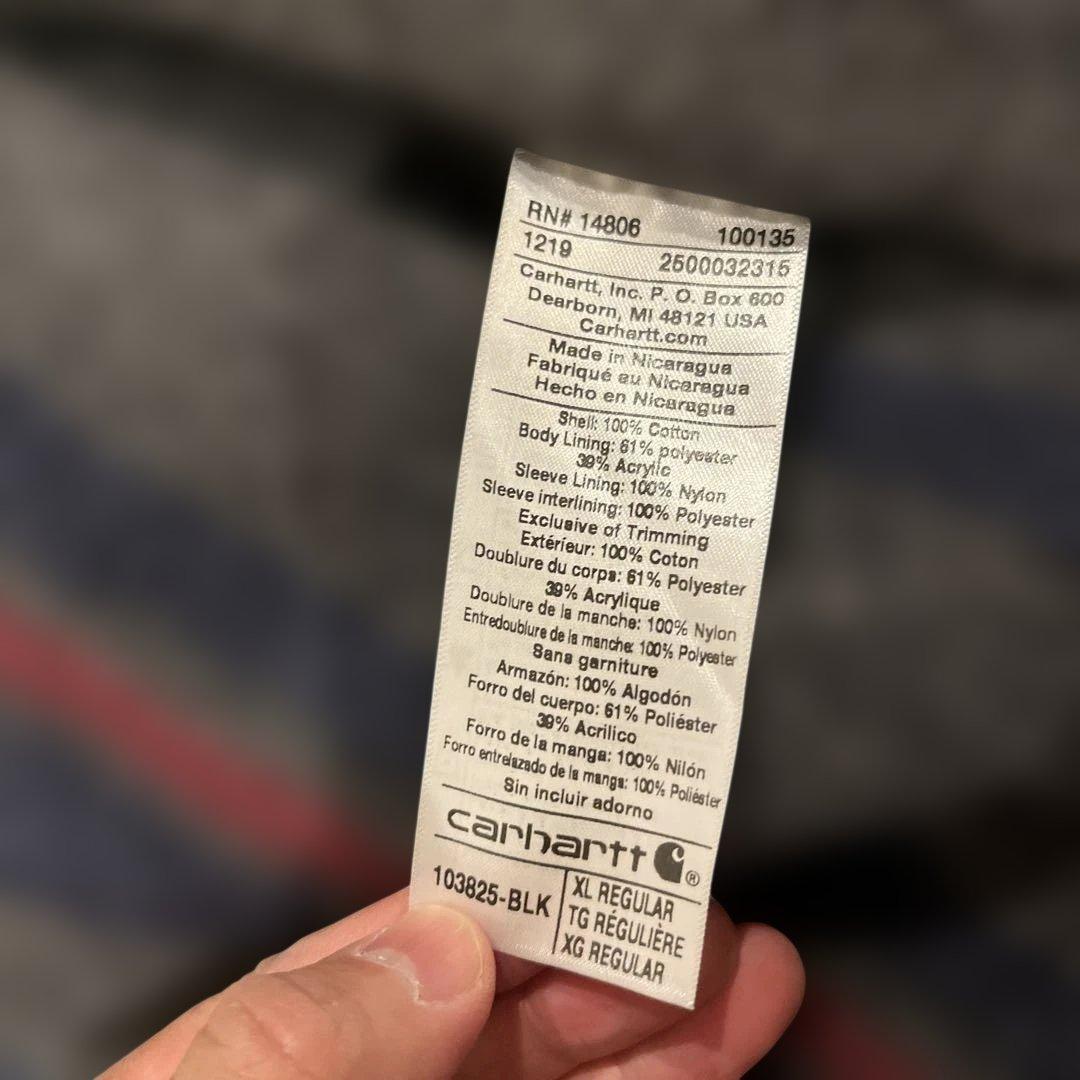 RN# 14806 100135
1219 2500032315
Carhartt, Inc. P. O. Box 600
Dearborn, MI 48121 USA
Carhartt.com
Made in Nicaragua
Fabriqué au Nicaragua
Hecho en Nicaragua
Shell: 100% Cotton
Body Lining: 61% polyester
39% Acrylic
Sleeve Lining: 100% Nylon
Sleeve interlining: 100% Polyester
Exclusive of Trimming
Extérieur: 100% Coton
Doublure du corps: 61% Polyester
39% Acrylique
Doublure de la manche: 100% Nylon
Entredoublure de la manche: 100% Polyester
Sans garniture
Armazón: 100% Algodón
Forro del cuerpo: 61% Poliéster
39% Acrilico
Forro de la manga: 100% Nilón
Forro entrelazado de la manga: 100% Poliéster
Sin incluir adorno
carhartt ®
103825-BLK
XL REGULAR
TG RÉGULIÈRE
XG REGULAR